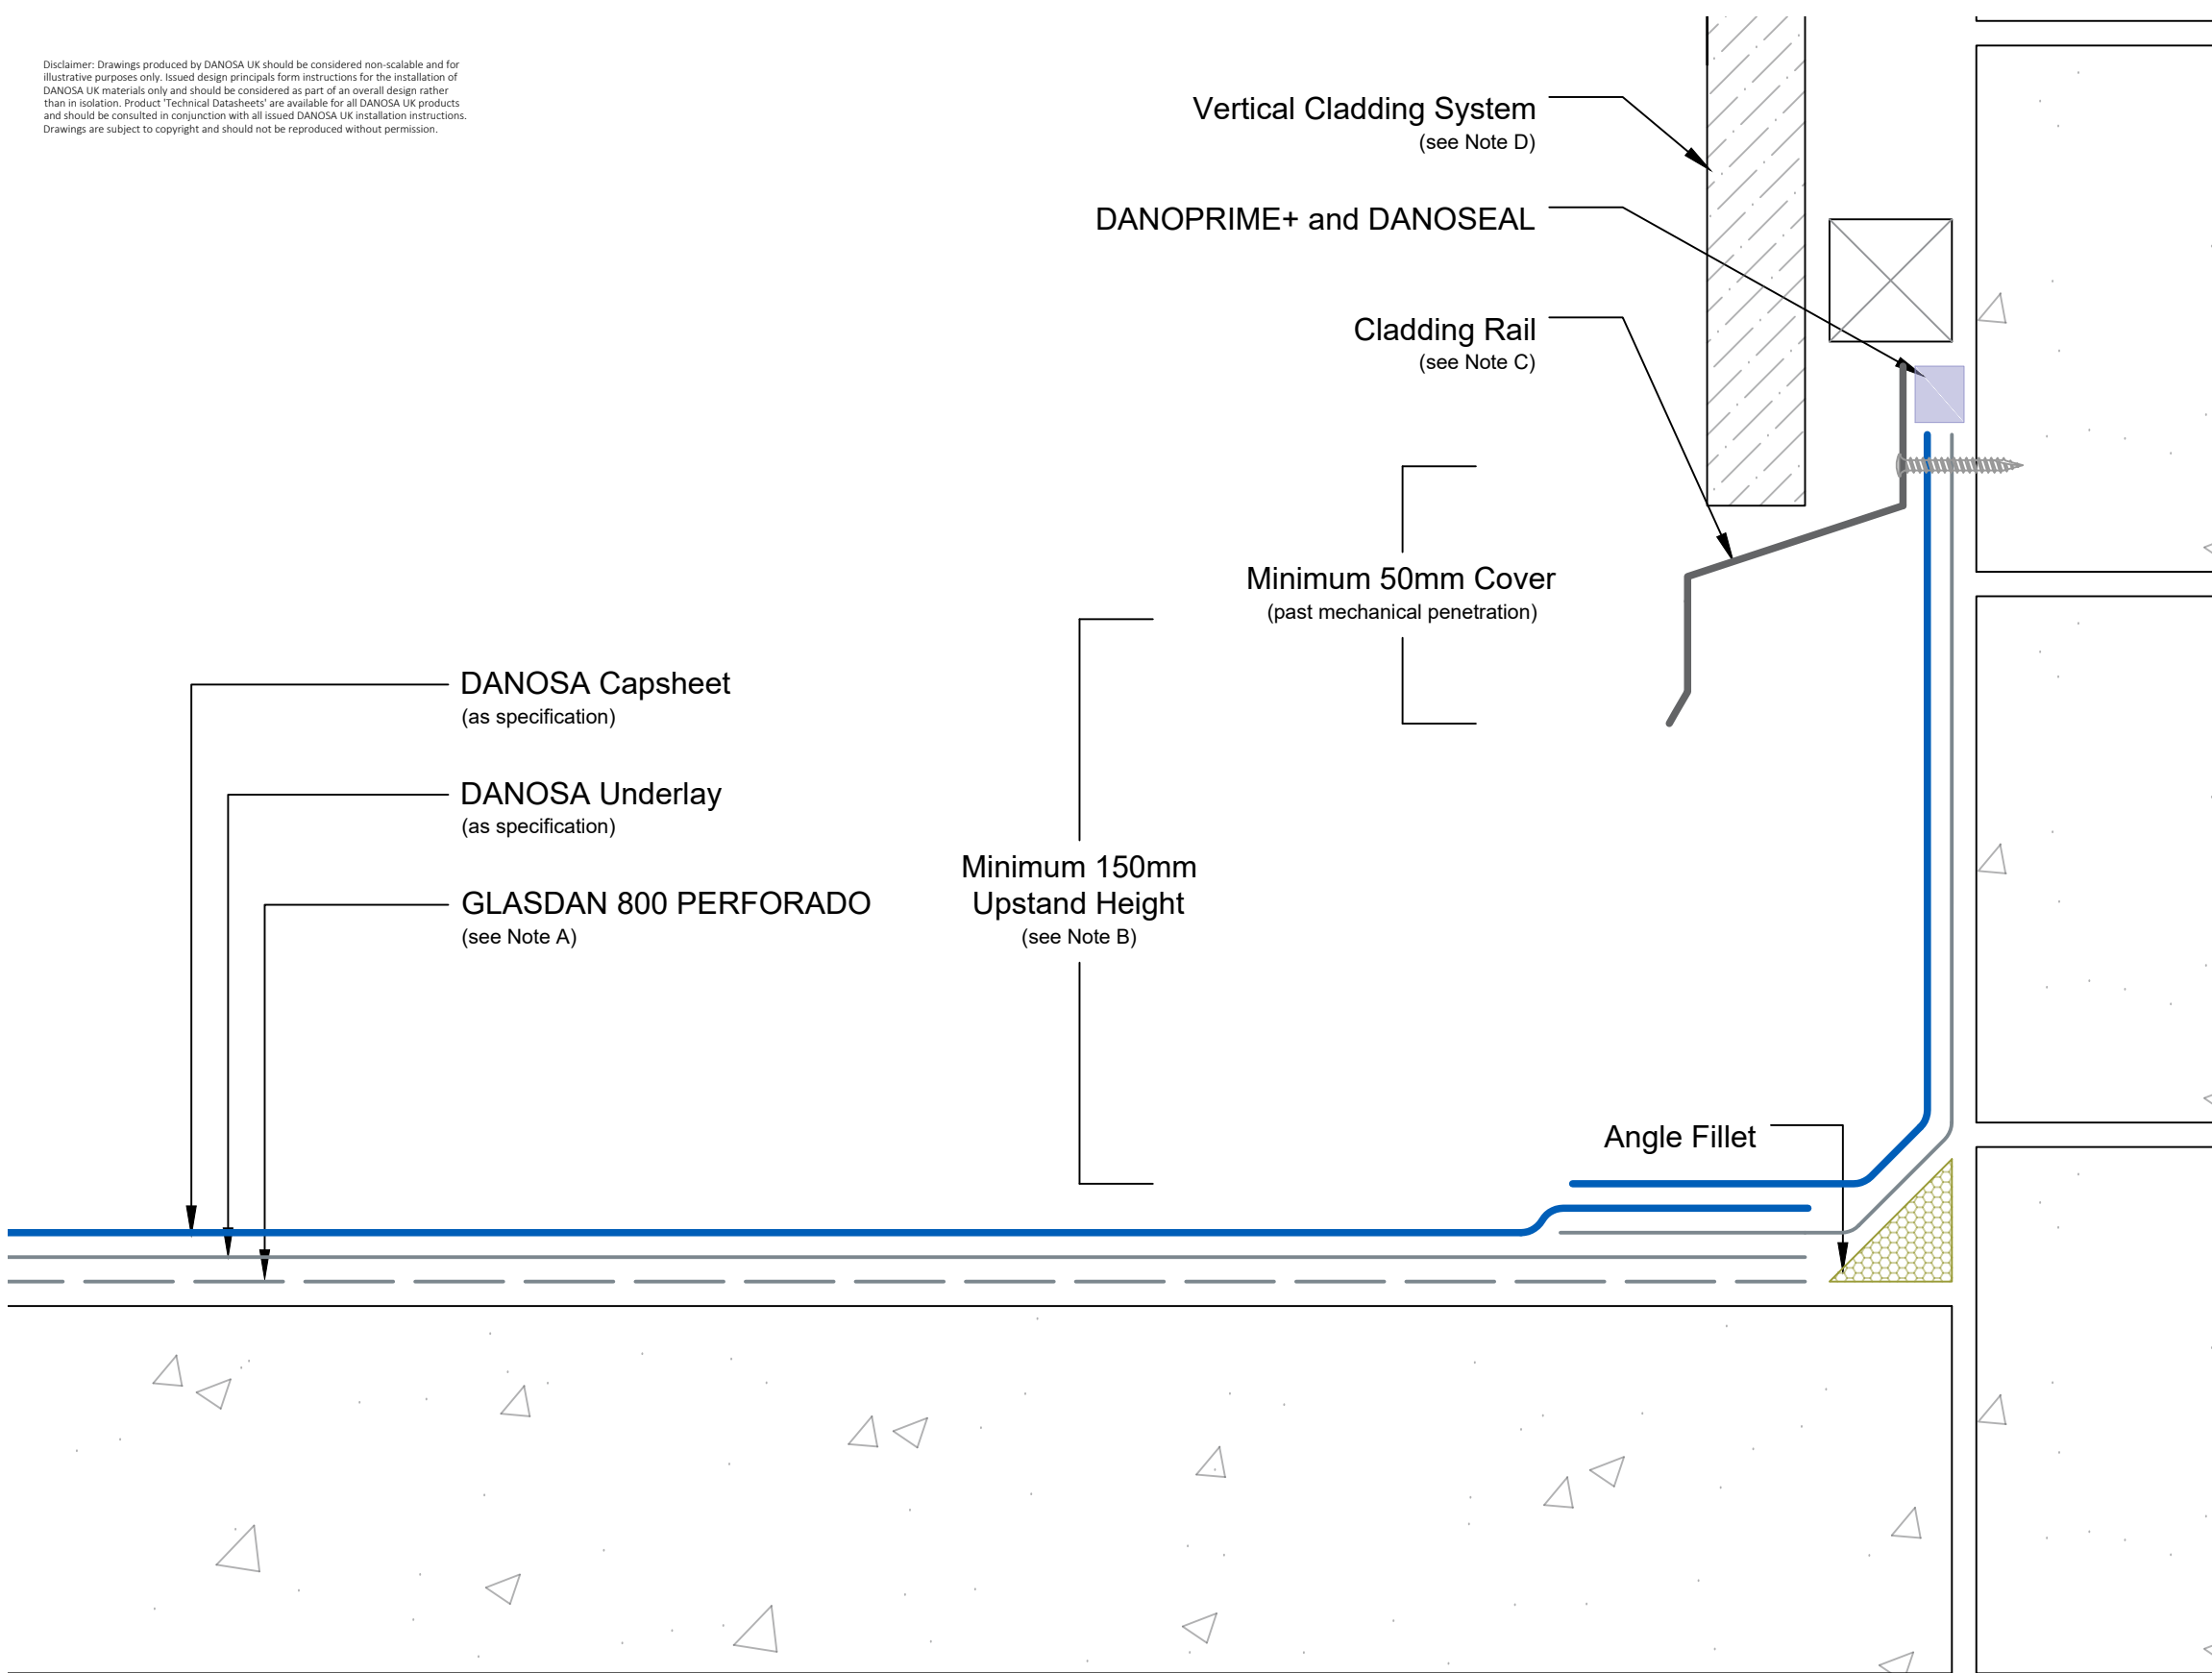 Disclaimer: Drawings produced by DANOSA UK should be considered non-scalable and for
illustrative purposes only. Issued design principals form instructions for the installation of
DANOSA UK materials only and should be considered as part of an overall design rather
than in isolation. Product 'Technical Datasheets' are available for all DANOSA UK products
and should be consulted in conjunction with all issued DANOSA UK installation instructions.
Drawings are subject to copyright and should not be reproduced without permission.
Vertical Cladding System
(see Note D)
DANOPRIME+ and DANOSEAL
Cladding Rail
(see Note C)
Minimum 50mm Cover
(past mechanical penetration)
DANOSA Capsheet
(as specification)
DANOSA Underlay
(as specification)
GLASDAN 800 PERFORADO
(see Note A)
Minimum 150mm
Upstand Height
(see Note B)
Angle Fillet